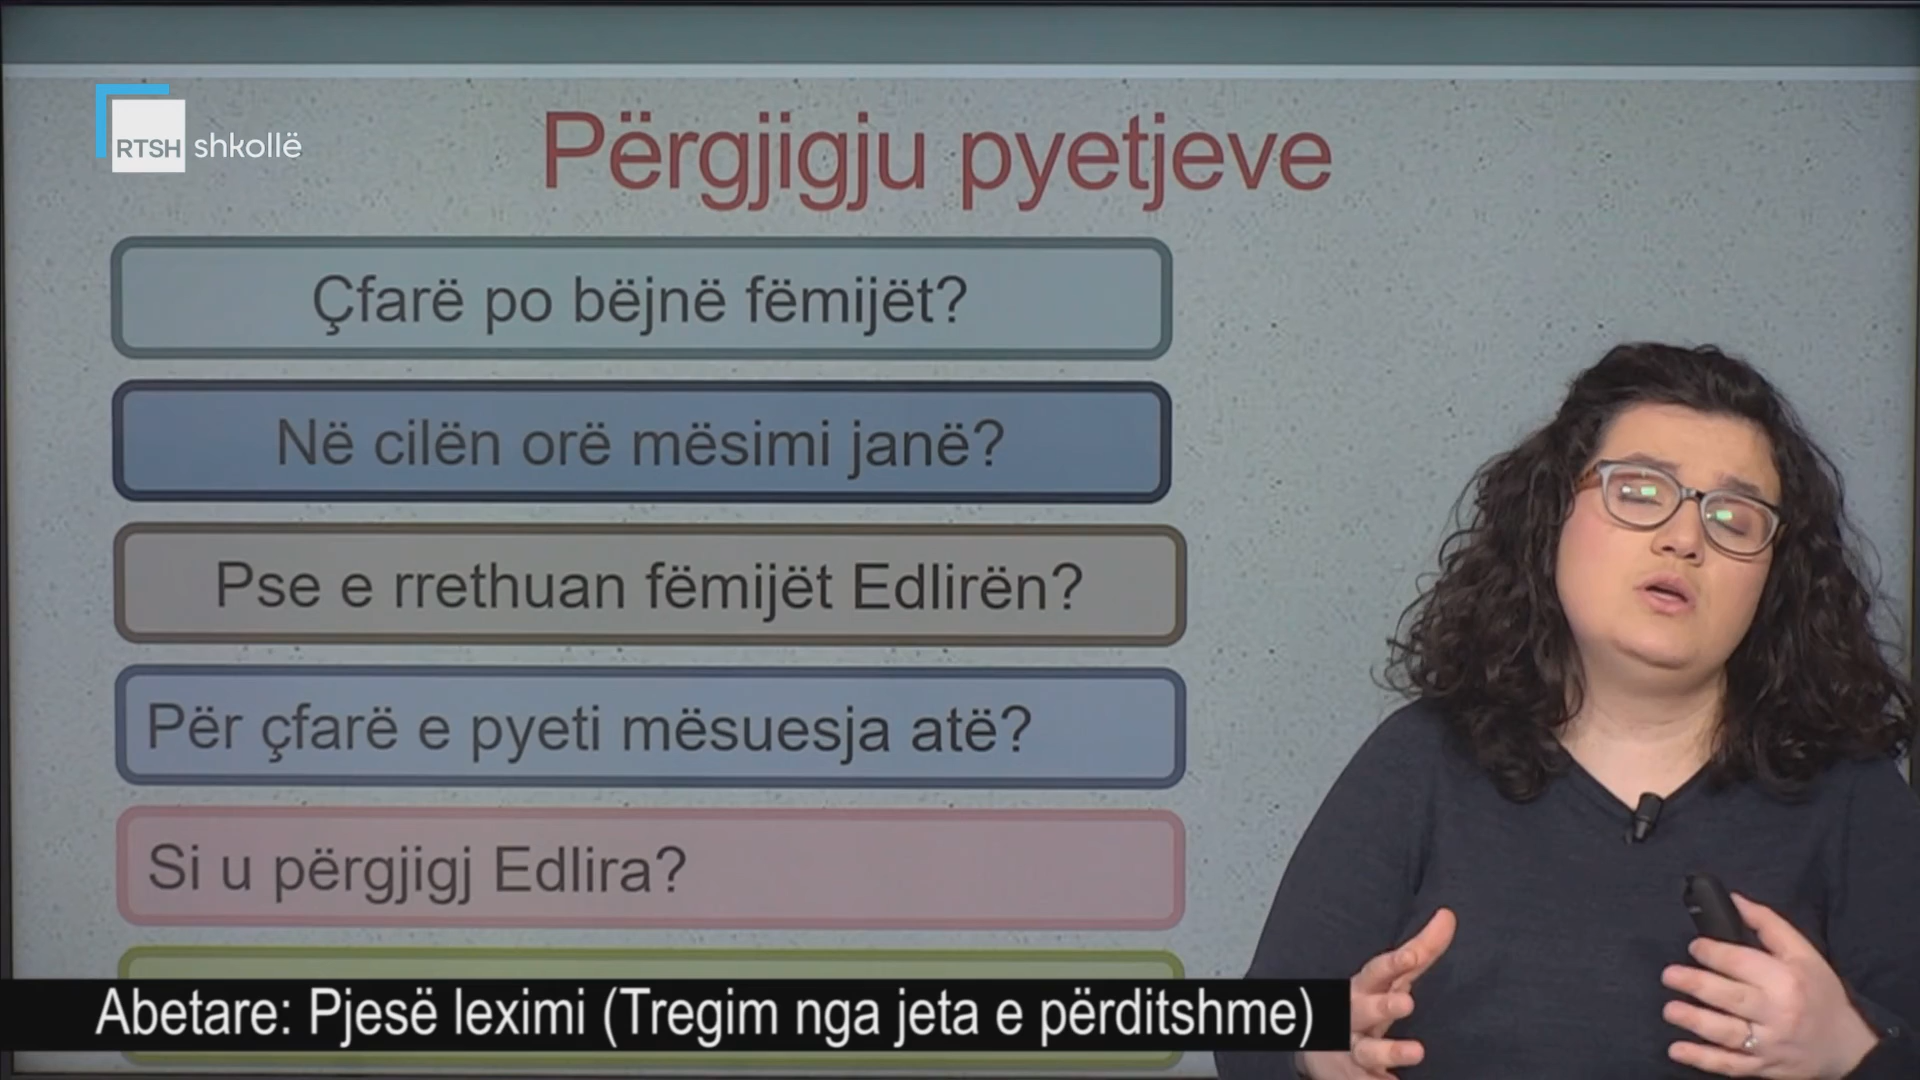 RTSH shkollë
Përgjigju pyetjeve
Çfarë po bëjnë fëmijët?
Në cilën orë mësimi janë?
Pse e rrethuan fëmijët Edlirën?
Për çfarë e pyeti mësuesja atë?
Si u përgjigj Edlira?
Abetare: Pjesë leximi (Tregim nga jeta e përditshme)